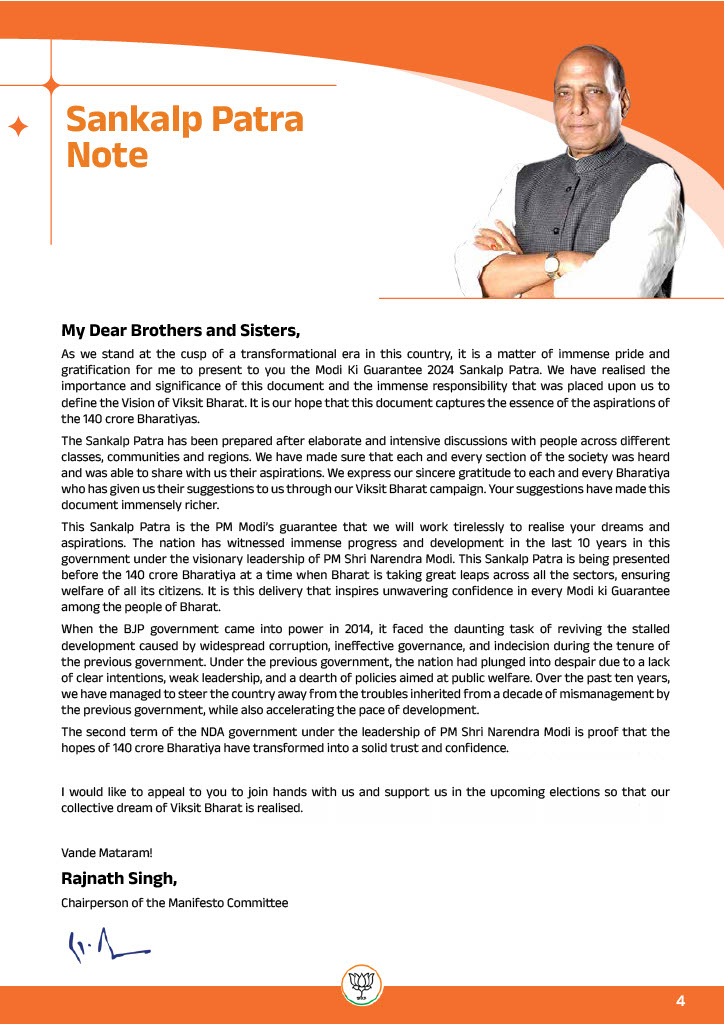 Sankalp Patra
Note
My Dear Brothers and Sisters,
As we stand at the cusp of a transformational era in this country, it is a matter of immense pride and
gratification for me to present to you the Modi Ki Guarantee 2024 Sankalp Patra. We have realised the
importance and significance of this document and the immense responsibility that was placed upon us to
define the Vision of Viksit Bharat. It is our hope that this document captures the essence of the aspirations of
the 140 crore Bharatiyas.
The Sankalp Patra has been prepared after elaborate and intensive discussions with people across different
classes, communities and regions. We have made sure that each and every section of the society was heard
and was able to share with us their aspirations. We express our sincere gratitude to each and every Bharatiya
who has given us their suggestions to us through our Viksit Bharat campaign. Your suggestions have made this
document immensely richer.
This Sankalp Patra is the PM Modi's guarantee that we will work tirelessly to realise your dreams and
aspirations. The nation has witnessed immense progress and development in the last 10 years in this
government under the visionary leadership of PM Shri Narendra Modi. This Sankalp Patra is being presented
before the 140 crore Bharatiya at a time when Bharat is taking great leaps across all the sectors, ensuring
welfare of all its citizens. It is this delivery that inspires unwavering confidence in every Modi ki Guarantee
among the people of Bharat.
When the BJP government came into power in 2014, it faced the daunting task of reviving the stalled
development caused by widespread corruption, ineffective governance, and indecision during the tenure of
the previous government. Under the previous government, the nation had plunged into despair due to a lack
of clear intentions, weak leadership, and a dearth of policies aimed at public welfare. Over the past ten years,
we have managed to steer the country away from the troubles inherited from a decade of mismanagement by
the previous government, while also accelerating the pace of development.
The second term of the NDA government under the leadership of PM Shri Narendra Modi is proof that the
hopes of 140 crore Bharatiya have transformed into a solid trust and confidence.
I would like to appeal to you to join hands with us and support us in the upcoming elections so that our
collective dream of Viksit Bharat is realised.
Vande Mataram!
Rajnath Singh,
Chairperson of the Manifesto Committee
4